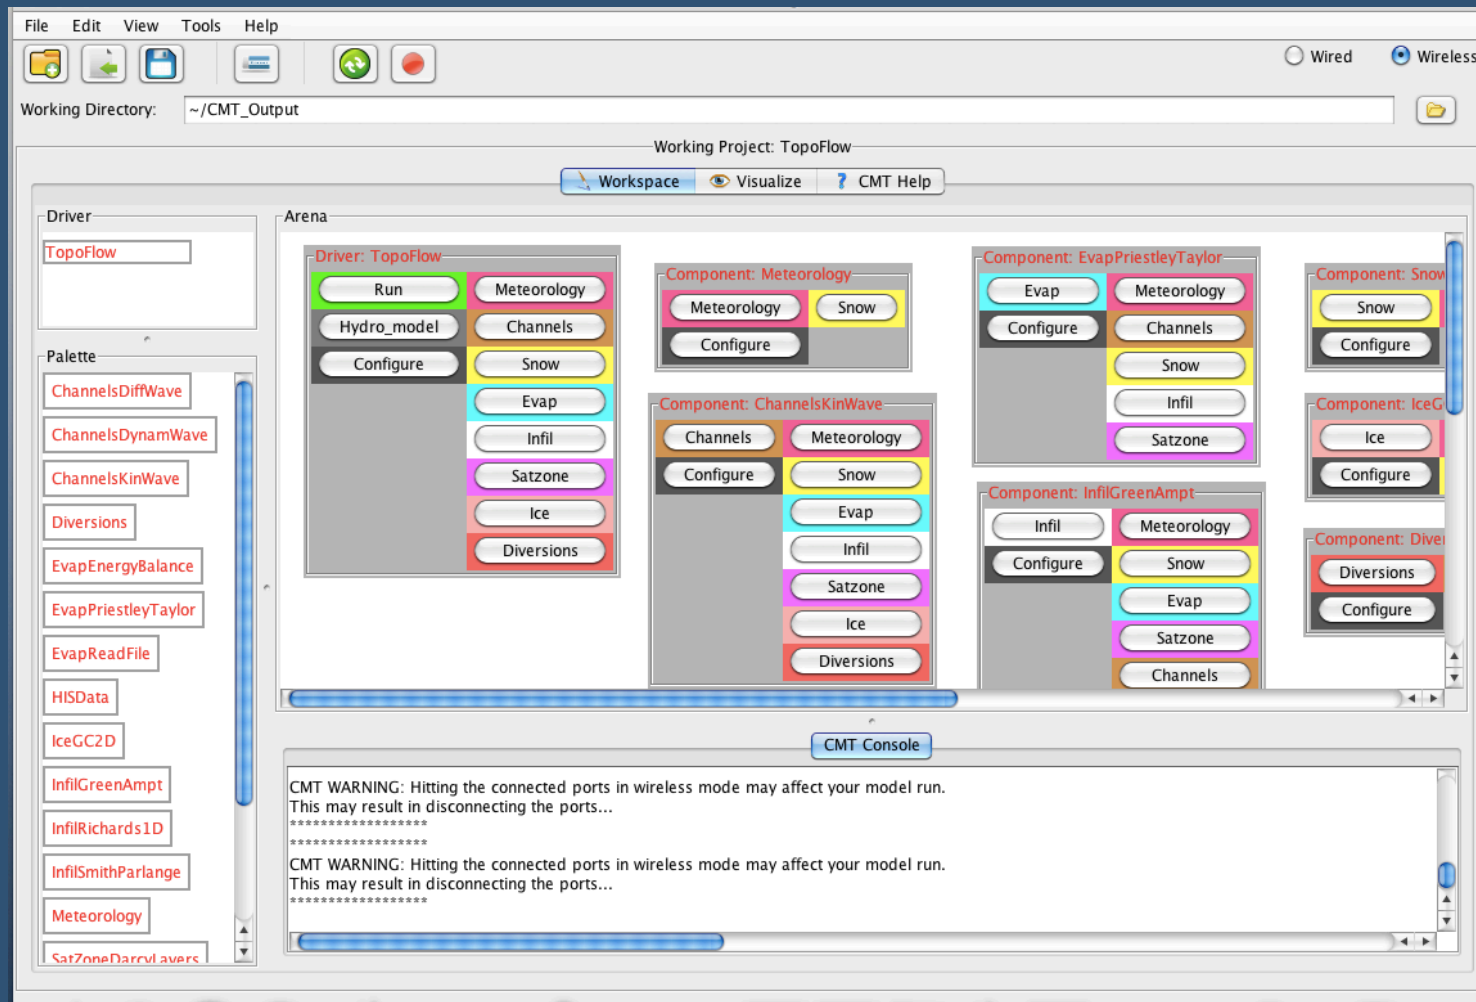 File Edit View Tools Help
Wired Wireless
Working Directory: ~/CMT_Output
Working Project: TopoFlow
Workspace Visualize ? CMT Help
Driver
TopoFlow
Palette
ChannelsDiffWave
ChannelsDynamWave
ChannelsKinWave
Diversions
EvapEnergyBalance
EvapPriestleyTaylor
EvapReadFile
HISData
IceGC2D
InfilGreenAmpt
InfilRichards1D
InfilSmithParlange
Meteorology
SatZoneDarcyLayers
Arena
Driver: TopoFlow
Run Meteorology
Hydro_model Channels
Configure Snow
Evap
Infil
Satzone
Ice
Diversions
Component: Meteorology
Meteorology Snow
Configure
Component: ChannelsKinWave
Channels Meteorology
Configure Snow
Evap
Infil
Satzone
Ice
Diversions
Component: EvapPriestleyTaylor
Evap Meteorology
Configure Channels
Snow
Infil
Satzone
Component: InfilGreenAmpt
Infil Meteorology
Configure Snow
Evap
Satzone
Channels
Component: Snow
Snow
Configure
Component: IceG
Ice
Configure
Component: Diver
Diversions
Configure
CMT Console
CMT WARNING: Hitting the connected ports in wireless mode may affect your model run.
This may result in disconnecting the ports...
******************
******************
CMT WARNING: Hitting the connected ports in wireless mode may affect your model run.
This may result in disconnecting the ports...
******************